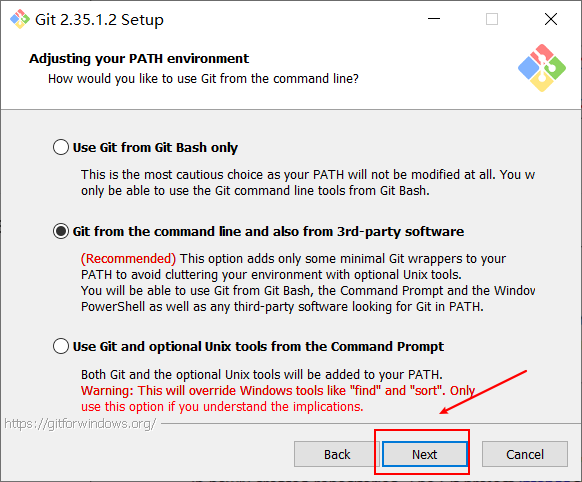 Git 2.35.1.2 Setup
Adjusting your PATH environment
How would you like to use Git from the command line?
Use Git from Git Bash only
This is the most cautious choice as your PATH will not be modified at all. You w
only be able to use the Git command line tools from Git Bash.
Git from the command line and also from 3rd-party software
(Recommended) This option adds only some minimal Git wrappers to your
PATH to avoid cluttering your environment with optional Unix tools.
You will be able to use Git from Git Bash, the Command Prompt and the Window
PowerShell as well as any third-party software looking for Git in PATH.
Use Git and optional Unix tools from the Command Prompt
Both Git and the optional Unix tools will be added to your PATH.
Warning: This will override Windows tools like "find" and "sort". Only
use this option if you understand the implications.
https://gitforwindows.org/
Back Next Cancel